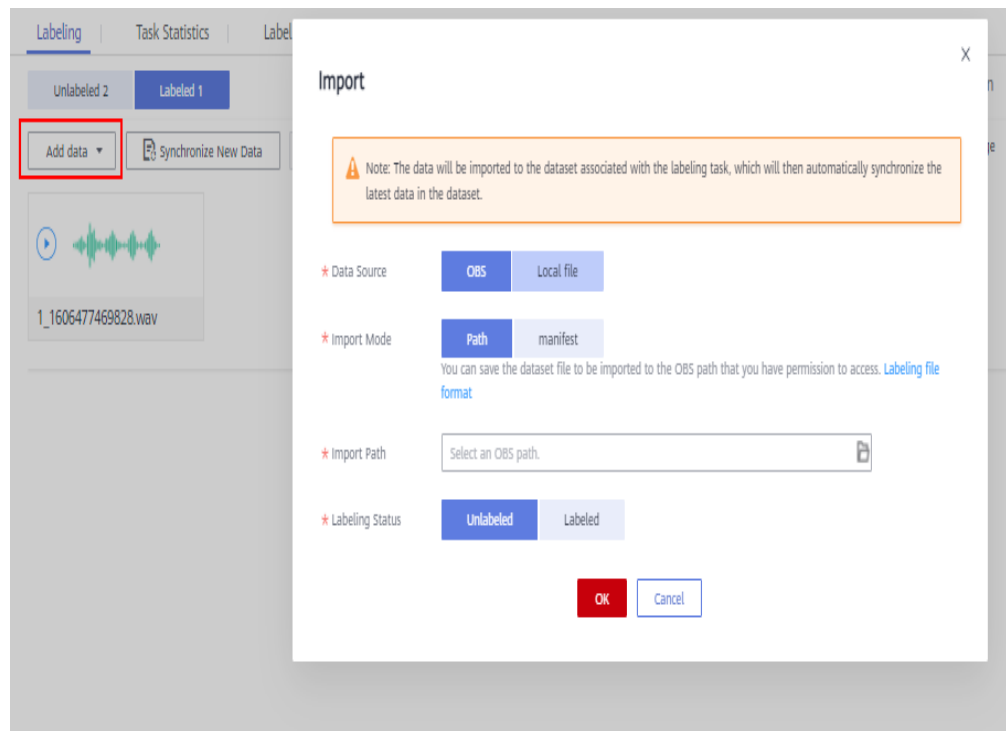 Labeling
Task Statistics
Label
Unlabeled 2
Labeled 1
Add data
Synchronize New Data
1_1606477469828.wav
X
Import
Note: The data will be imported to the dataset associated with the labeling task, which will then automatically synchronize the
latest data in the dataset.
* Data Source
OBS
Local file
* Import Mode
Path
manifest
You can save the dataset file to be imported to the OBS path that you have permission to access. Labeling file
format
* Import Path
Select an OBS path.
* Labeling Status
Unlabeled
Labeled
OK
Cancel